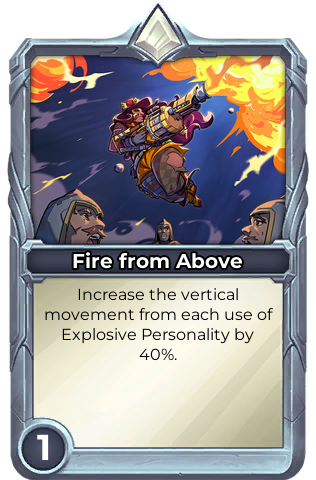 Fire from Above
Increase the vertical
movement from each use of
Explosive Personality by
40%.
1